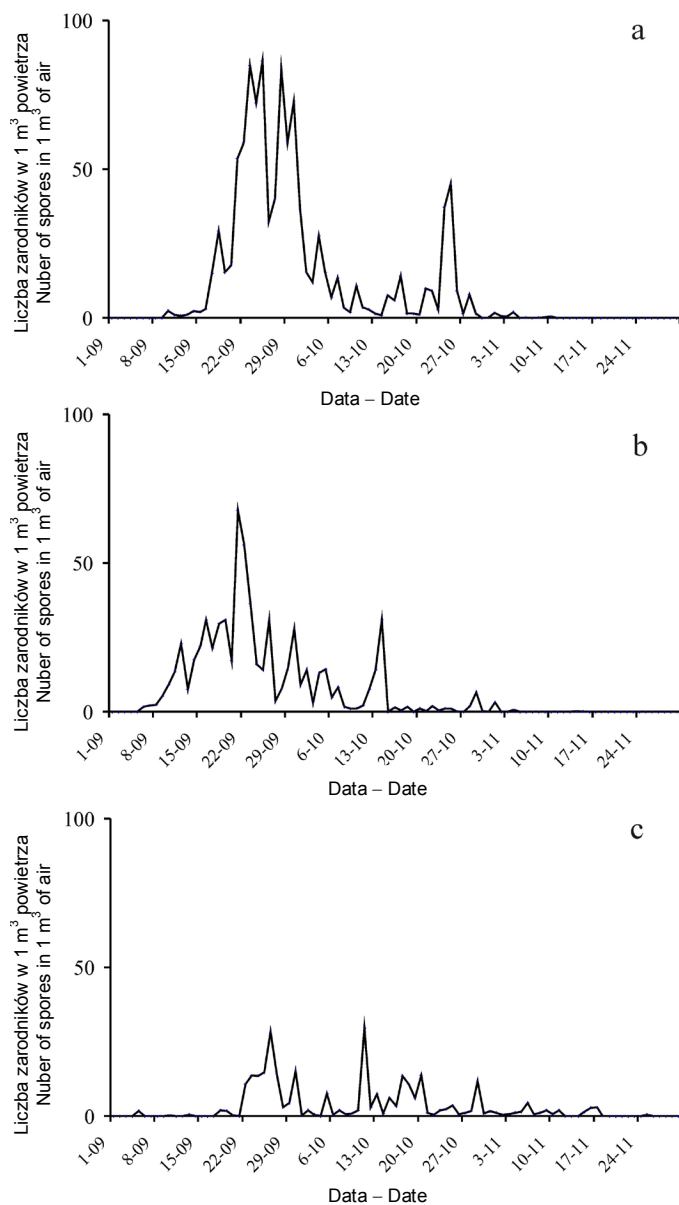 a
Liczba zarodników w 1 m³ powietrza
Nuber of spores in 1 m³ of air
100
50
0
1-09 8-09 15-09 22-09 29-09 6-10 13-10 20-10 27-10 3-11 10-11 17-11 24-11
Data – Date
b
Liczba zarodników w 1 m³ powietrza
Nuber of spores in 1 m³ of air
100
50
0
1-09 8-09 15-09 22-09 29-09 6-10 13-10 20-10 27-10 3-11 10-11 17-11 24-11
Data – Date
c
Liczba zarodników w 1 m³ powietrza
Nuber of spores in 1 m³ of air
100
50
0
1-09 8-09 15-09 22-09 29-09 6-10 13-10 20-10 27-10 3-11 10-11 17-11 24-11
Data – Date